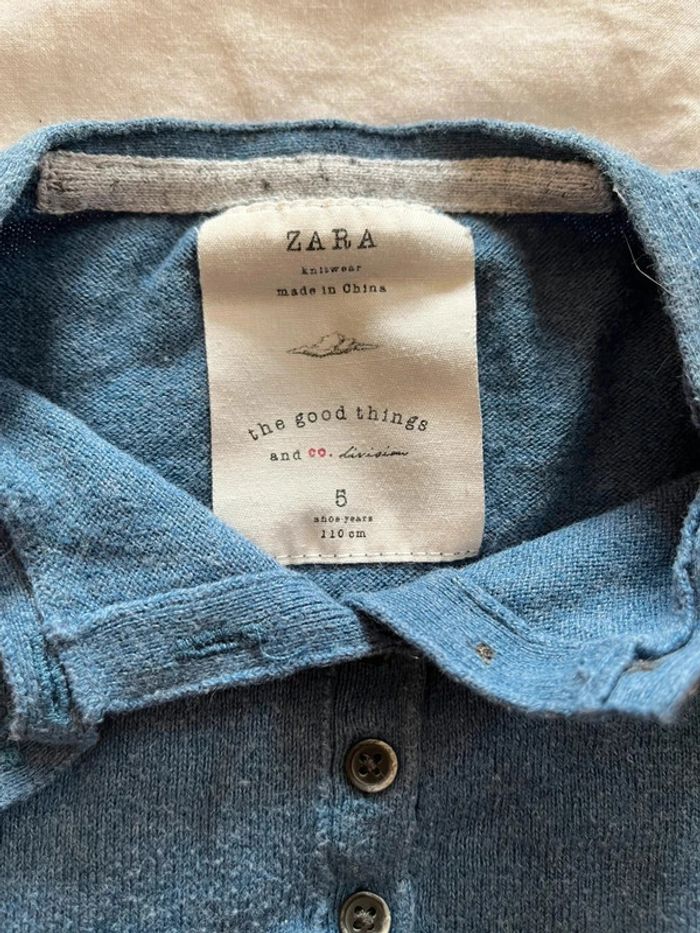 ZARA
knitwear
made in China
the good things
and co. division
5
años years
110 cm